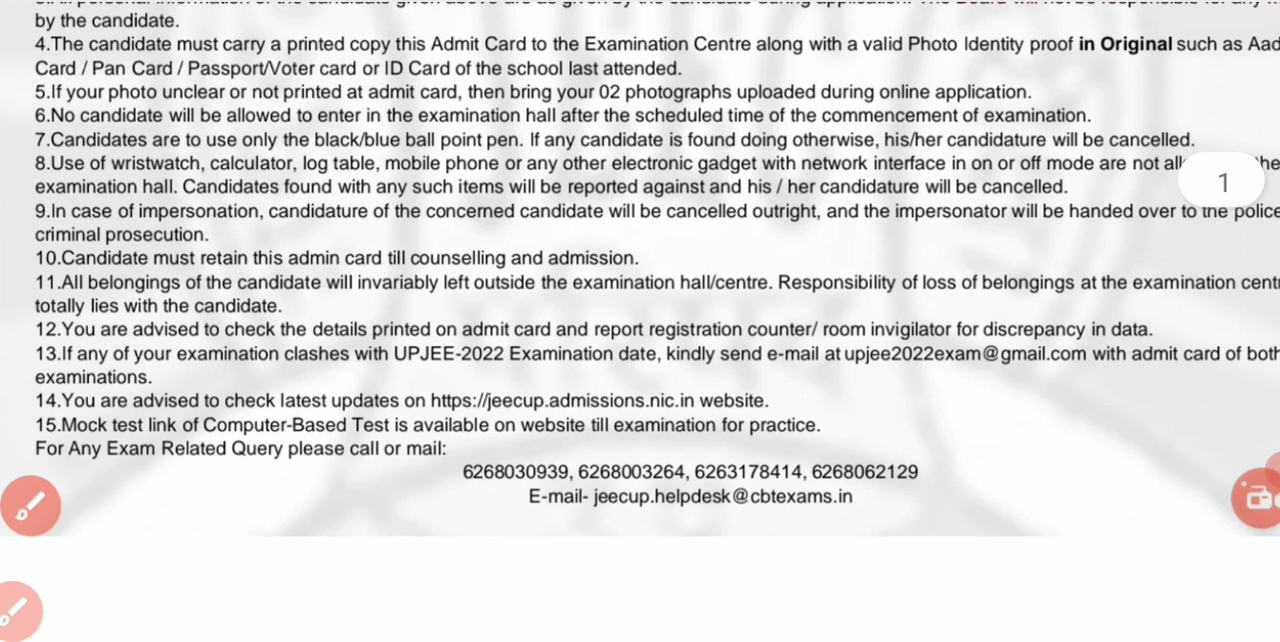 by the candidate.
4.The candidate must carry a printed copy this Admit Card to the Examination Centre along with a valid Photo Identity proof in Original such as Aad
Card / Pan Card / Passport/Voter card or ID Card of the school last attended.
5.If your photo unclear or not printed at admit card, then bring your 02 photographs uploaded during online application.
6.No candidate will be allowed to enter in the examination hall after the scheduled time of the commencement of examination.
7.Candidates are to use only the black/blue ball point pen. If any candidate is found doing otherwise, his/her candidature will be cancelled.
8.Use of wristwatch, calculator, log table, mobile phone or any other electronic gadget with network interface in on or off mode are not all he
1
examination hall. Candidates found with any such items will be reported against and his / her candidature will be cancelled.
9.In case of impersonation, candidature of the concerned candidate will be cancelled outright, and the impersonator will be handed over to the police
criminal prosecution.
10.Candidate must retain this admin card till counselling and admission.
11.All belongings of the candidate will invariably left outside the examination hall/centre. Responsibility of loss of belongings at the examination cent
totally lies with the candidate.
12.You are advised to check the details printed on admit card and report registration counter/ room invigilator for discrepancy in data.
13.If any of your examination clashes with UPJEE-2022 Examination date, kindly send e-mail at upjee2022exam@gmail.com with admit card of both
examinations.
14.You are advised to check latest updates on https://jeecup.admissions.nic.in website.
15.Mock test link of Computer-Based Test is available on website till examination for practice.
For Any Exam Related Query please call or mail:
6268030939, 6268003264, 6263178414, 6268062129
E-mail- jeecup.helpdesk@cbtexams.in